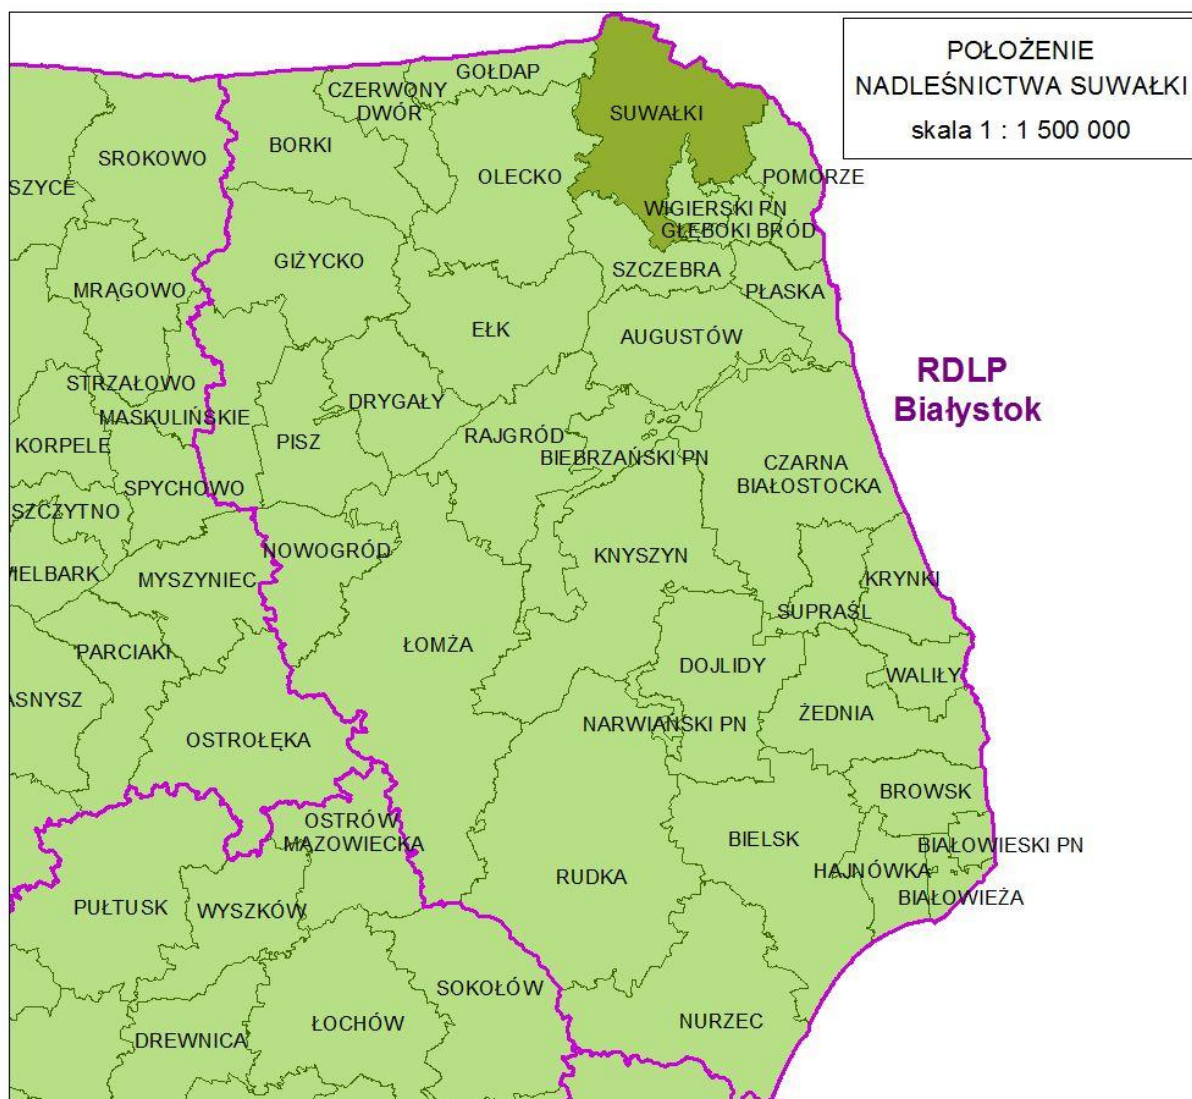 POŁOŻENIE
NADLEŚNICTWA SUWAŁKI
skala 1 : 1 500 000
GOŁDAP
CZERWONY
DWÓR
SUWAŁKI
BORKI
SROKOWO
OLECKO
POMORZE
SZYCE
WIGIERSKI PN
GŁĘBOKI BRÓD
GIŻYCKO
SZCZEBRA
MRĄGOWO
PŁASKA
EŁK
AUGUSTÓW
RDLP
Białystok
STRZAŁOWO
DRYGAŁY
MASKULIŃSKIE
RAJGRÓD
KORPELE
PISZ
BIEBRZAŃSKI PN
CZARNA
BIAŁOSTOCKA
SPYCHOWO
SZCZYTNO
NOWOGRÓD
KNYSZYN
WIELBARK
MYSZYNIEC
KRYNKI
SUPRAŚL
ŁOMŻA
PARCIAKI
DOJLIDY
WALIŁY
ASNYSZ
ŻEDNIA
NARWIAŃSKI PN
OSTROŁĘKA
BROWSK
OSTRÓW
MAZOWIECKA
BIELSK
BIAŁOWIESKI PN
HAJNÓWKA
RUDKA
BIAŁOWIEŻA
PUŁTUSK
WYSZKÓW
SOKOŁÓW
ŁOCHÓW
NURZEC
DREWNICA